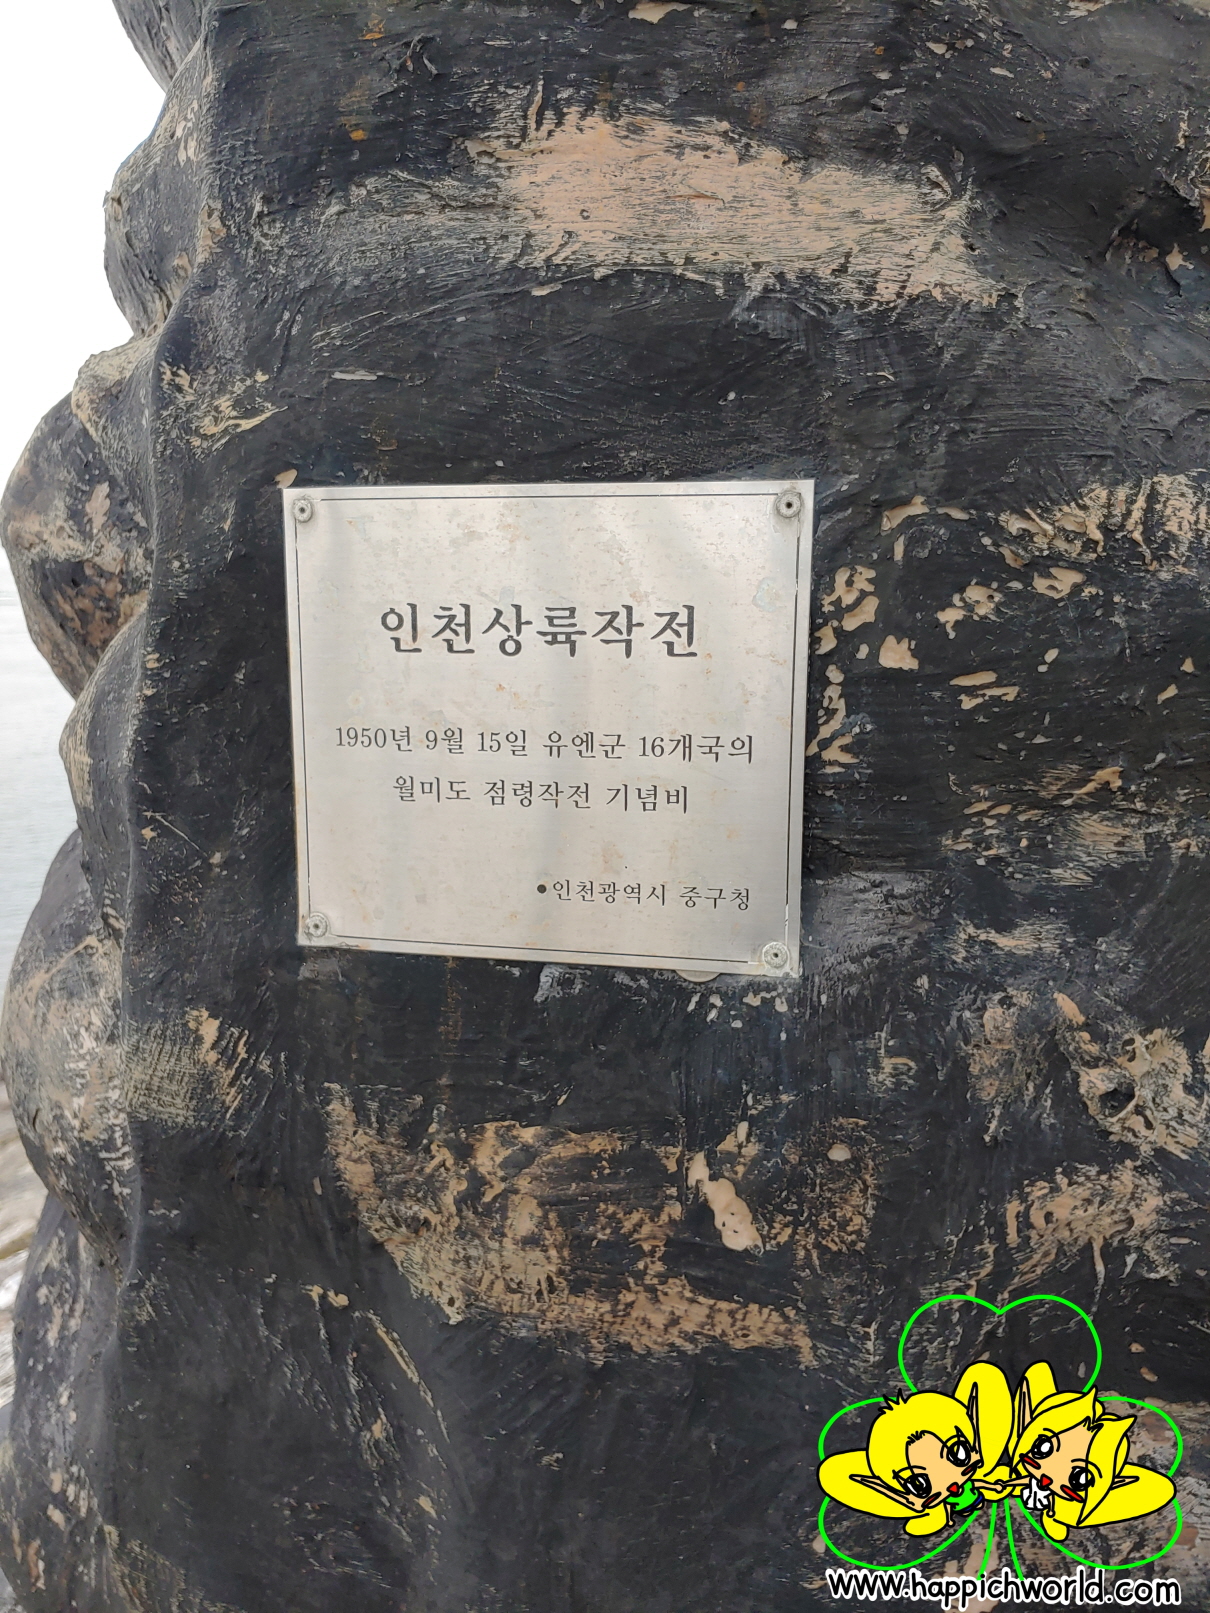 인천상륙작전
1950년 9월 15일 유엔군 16개국의
월미도 점령작전 기념비
•인천광역시 중구청
www.happichworld.com